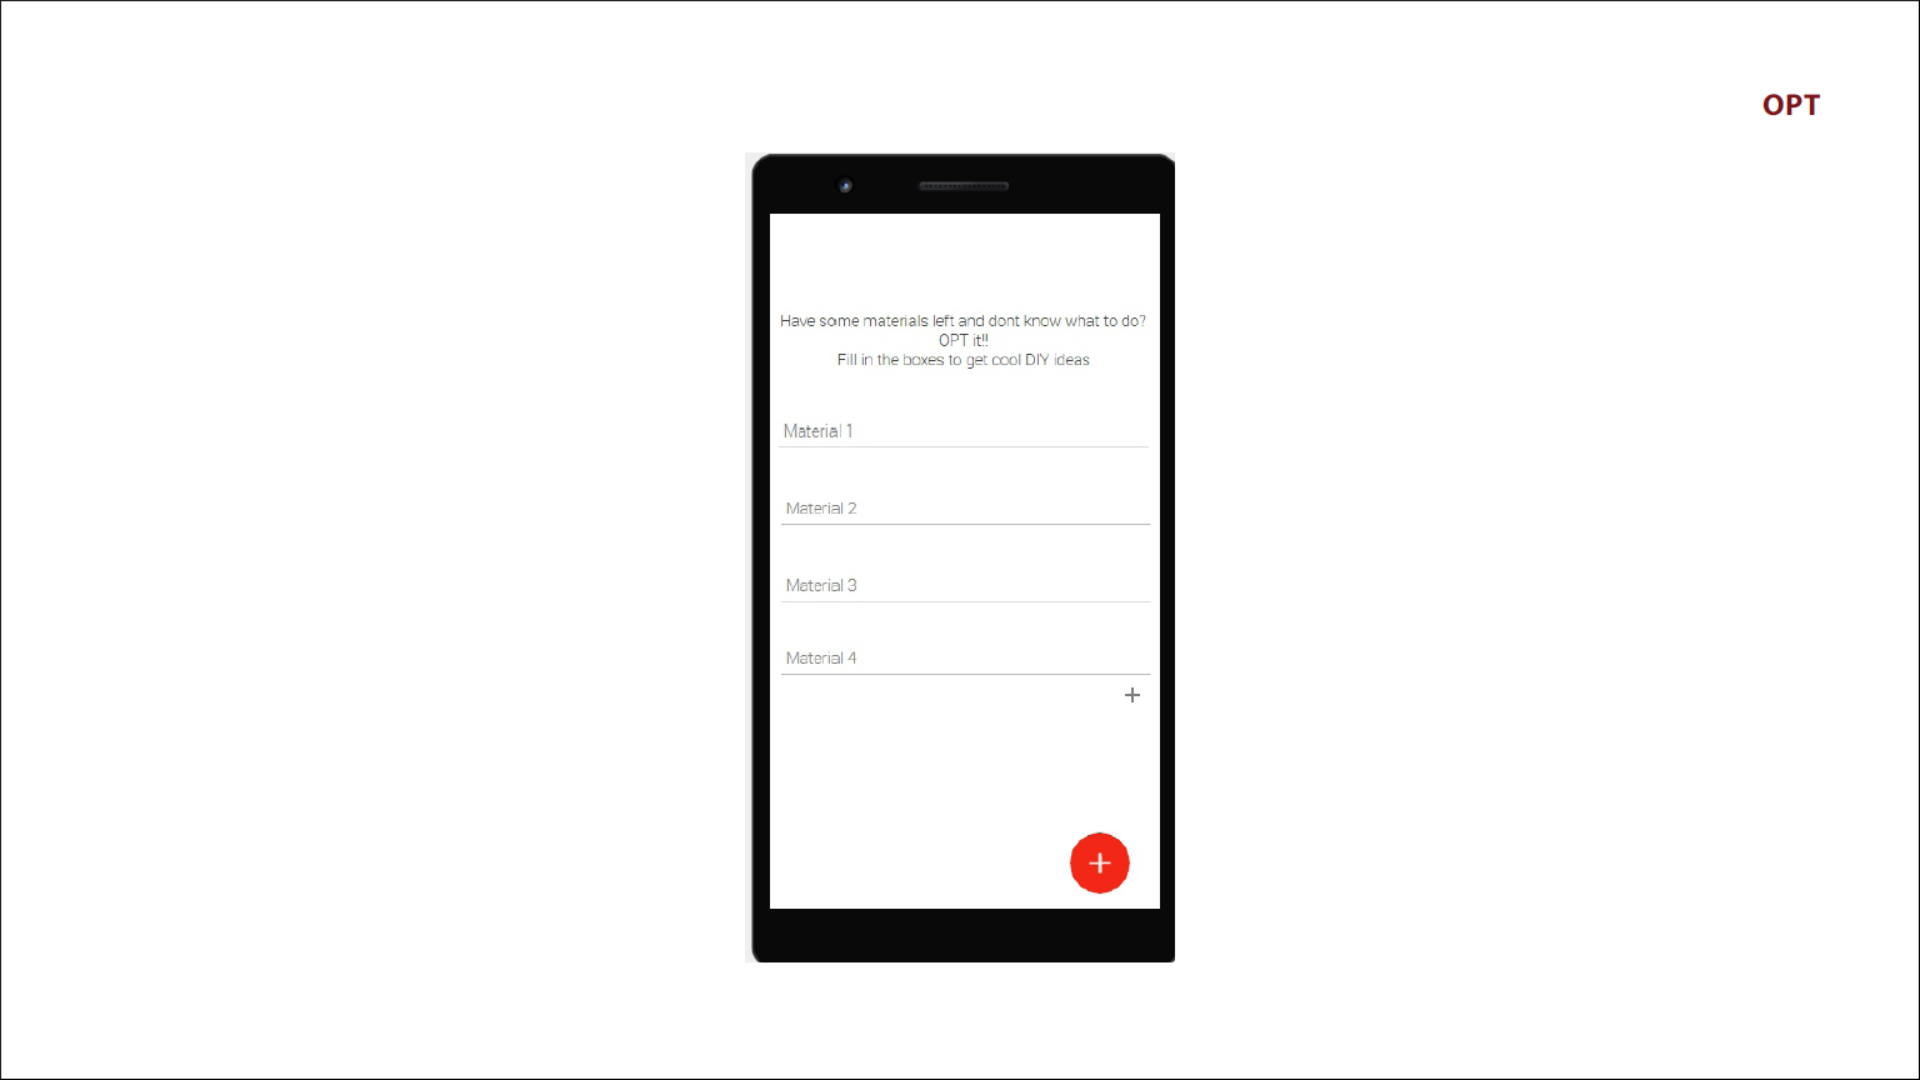 OPT
Have some materials left and dont know what to do?
OPT it!!
Fill in the boxes to get cool DIY ideas
Material 1
Material 2
Material 3
Material 4
+
+